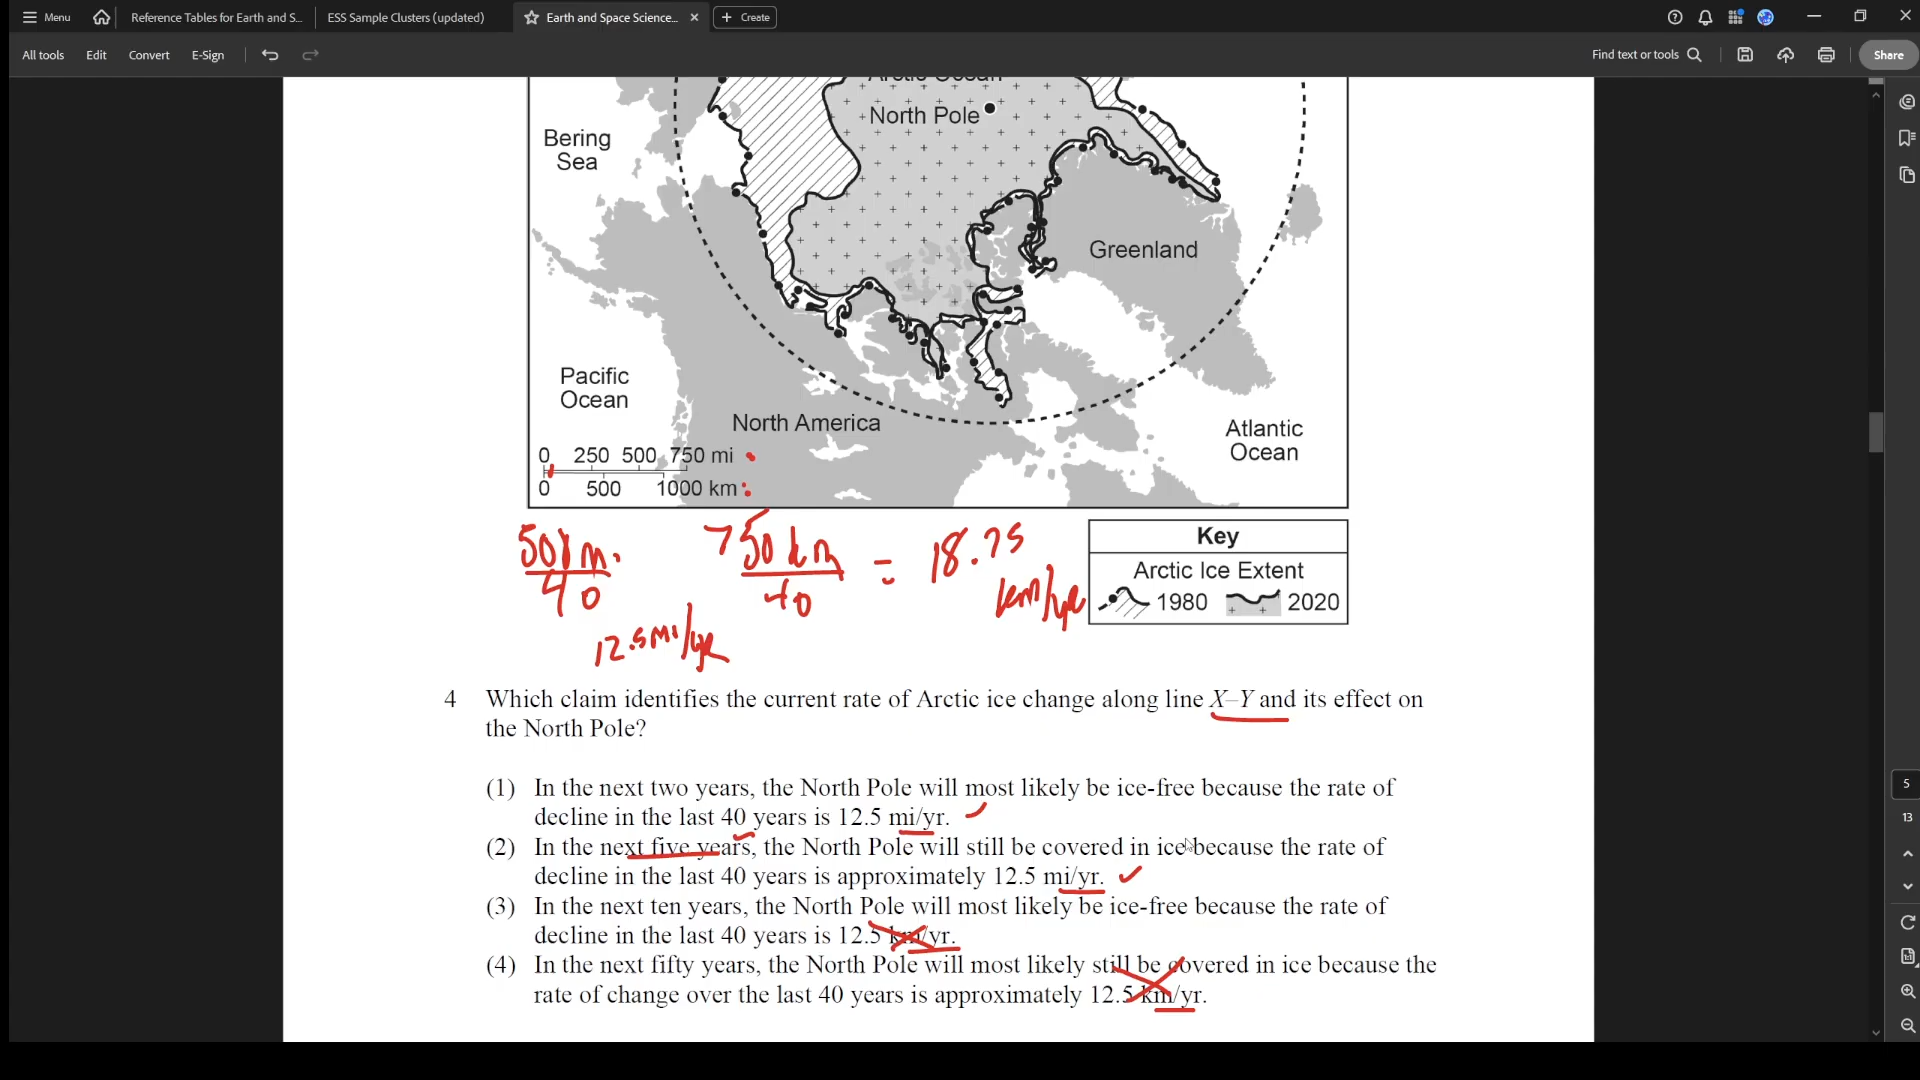 Menu
Reference Tables for Earth and S...
ESS Sample Clusters (updated)
Earth and Space Science...
Create
All tools
Edit
Convert
E-Sign
Find text or tools
Share
North Pole
Bering
Sea
Greenland
Pacific
Ocean
North America
Atlantic
Ocean
0 250 500 750 mi
0 500 1000 km
750 km
40
= 18.75
km/yr
40
12.5 mi/yr
Key
Arctic Ice Extent
1980 2020
4 Which claim identifies the current rate of Arctic ice change along line X–Y and its effect on
the North Pole?
(1) In the next two years, the North Pole will most likely be ice-free because the rate of
decline in the last 40 years is 12.5 mi/yr.
(2) In the next five years, the North Pole will still be covered in ice because the rate of
decline in the last 40 years is approximately 12.5 mi/yr.
(3) In the next ten years, the North Pole will most likely be ice-free because the rate of
decline in the last 40 years is 12.5 km/yr.
(4) In the next fifty years, the North Pole will most likely still be covered in ice because the
rate of change over the last 40 years is approximately 12.5 km/yr.
5
13